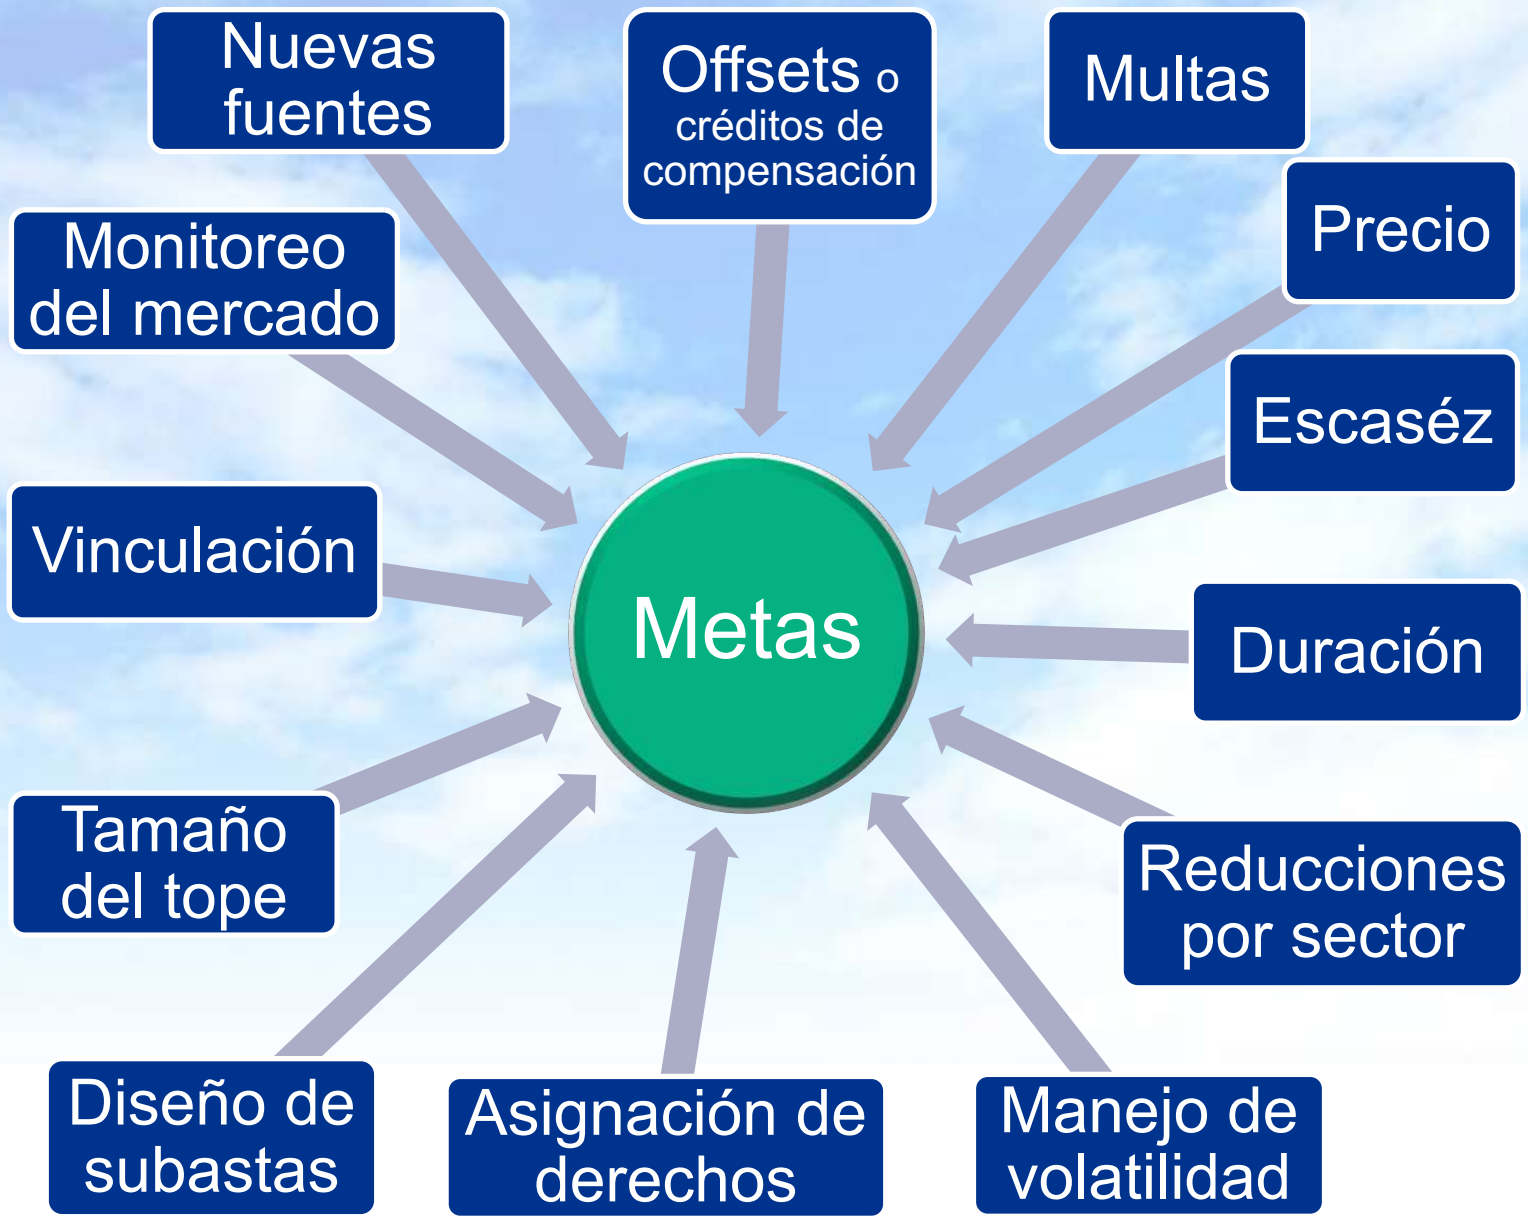 Nuevas
fuentes
Offsets o
créditos de
compensación
Multas
Precio
Monitoreo
del mercado
Escaséz
Vinculación
Metas
Duración
Tamaño
del tope
Reducciones
por sector
Diseño de
subastas
Asignación de
derechos
Manejo de
volatilidad